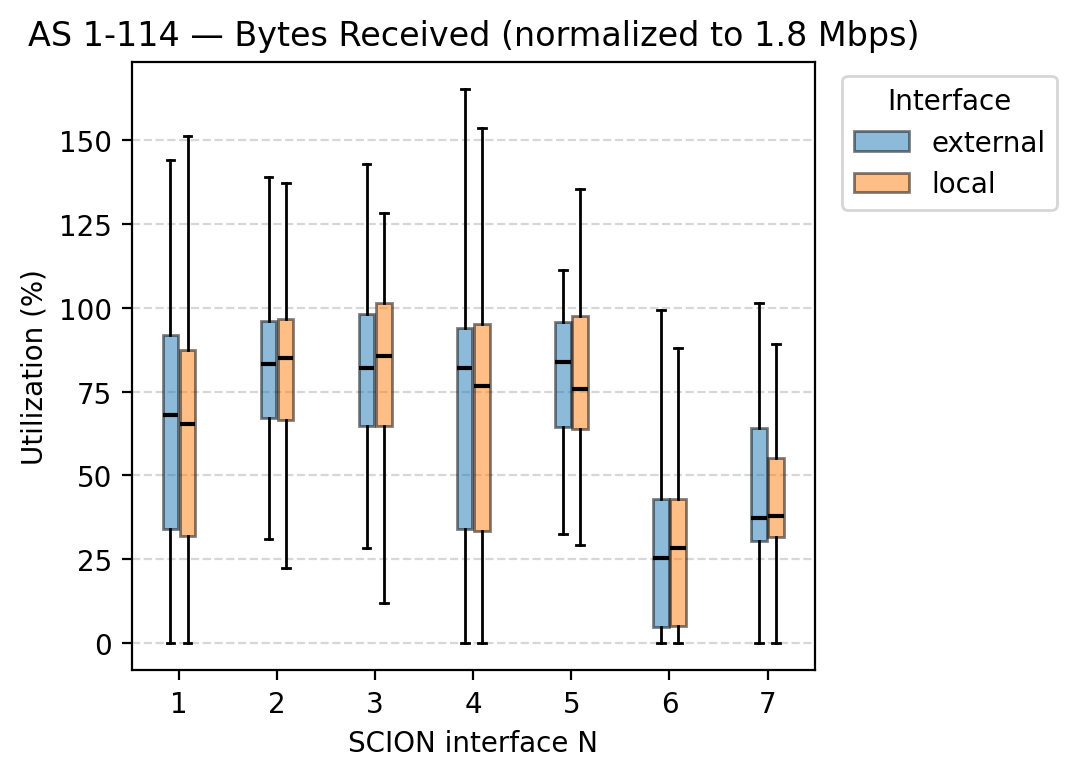 AS 1-114 — Bytes Received (normalized to 1.8 Mbps)
Interface
external
local
Utilization (%)
150
125
100
75
50
25
0
1 2 3 4 5 6 7
SCION interface N